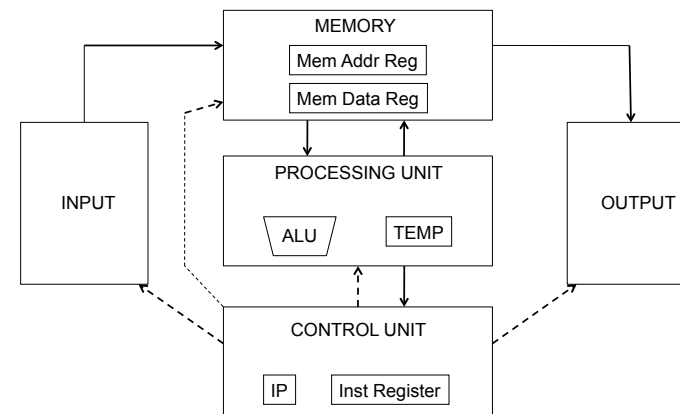 MEMORY
Mem Addr Reg
Mem Data Reg
INPUT
PROCESSING UNIT
ALU
TEMP
OUTPUT
CONTROL UNIT
IP
Inst Register